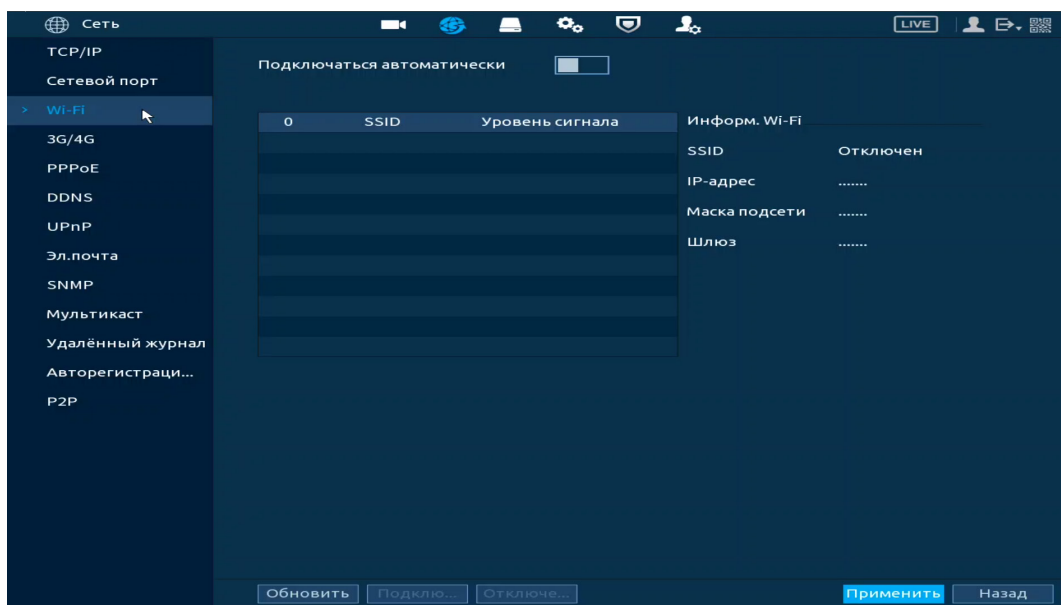 Сеть LIVE
TCP/IP
Сетевой порт
> Wi-Fi
3G/4G
PPPoE
DDNS
UPnP
Эл.почта
SNMP
Мультикаст
Удалённый журнал
Авторегистраци...
P2P
Подключаться автоматически
0 SSID Уровень сигнала
Информ. Wi-Fi
SSID Отключен
IP-адрес .......
Маска подсети .......
Шлюз .......
Обновить Подклю... Отключе... Применить Назад